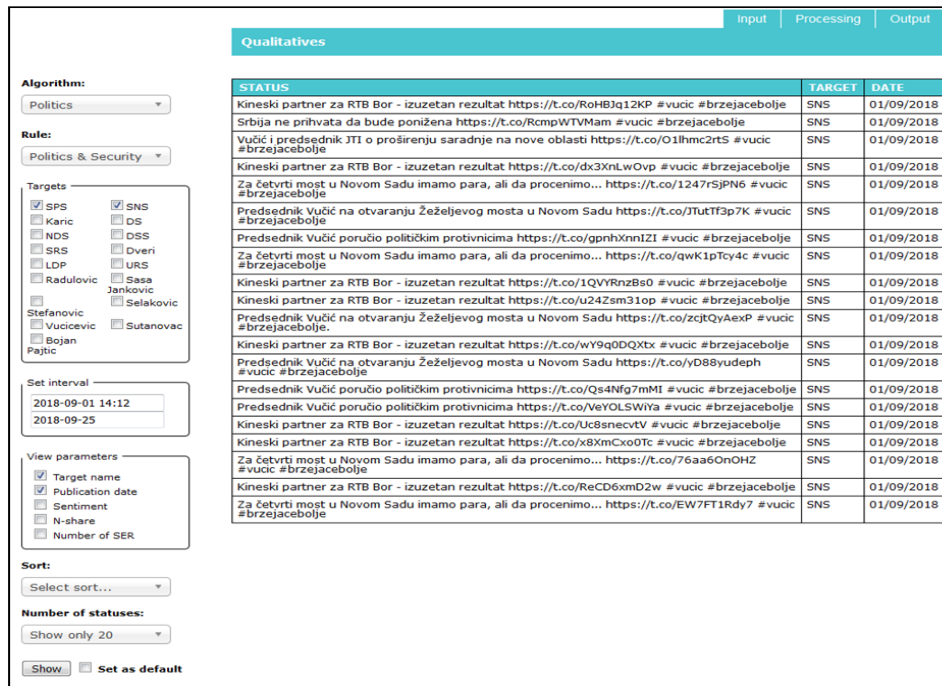 Input Processing Output
Qualitatives
Algorithm:
Politics
Rule:
Politics & Security
Targets
SPS SNS
Karic DS
NDS DSS
SRS Dveri
LDP URS
Radulovic Sasa Jankovic
Stefanovic Selakovic
Vucicevic Sutanovac
Bojan Pajtic
Set interval
2018-09-01 14:12
2018-09-25
View parameters
Target name
Publication date
Sentiment
N-share
Number of SER
Sort:
Select sort...
Number of statuses:
Show only 20
Show Set as default
STATUS TARGET DATE
Kineski partner za RTB Bor - izuzetan rezultat https://t.co/RoHBJq12KP #vucic #brzejacebolje SNS 01/09/2018
Srbija ne prihvata da bude ponižena https://t.co/RcmpWTVMam #vucic #brzejacebolje SNS 01/09/2018
Vučić i predsednik JTI o proširenju saradnje na nove oblasti https://t.co/O1lhmc2rtS #vucic
#brzejacebolje SNS 01/09/2018
Kineski partner za RTB Bor - izuzetan rezultat https://t.co/dx3XnLwOvp #vucic #brzejacebolje SNS 01/09/2018
Za četvrti most u Novom Sadu imamo para, ali da procenimo... https://t.co/1247rSjPN6 #vucic
#brzejacebolje SNS 01/09/2018
Predsednik Vučić na otvaranju Žeželjevog mosta u Novom Sadu https://t.co/JTutTf3p7K #vucic
#brzejacebolje SNS 01/09/2018
Predsednik Vučić poručio političkim protivnicima https://t.co/gpnhXnnIZI #vucic #brzejacebolje SNS 01/09/2018
Za četvrti most u Novom Sadu imamo para, ali da procenimo... https://t.co/qwK1pTcy4c #vucic
#brzejacebolje SNS 01/09/2018
Kineski partner za RTB Bor - izuzetan rezultat https://t.co/1QVYRnzBs0 #vucic #brzejacebolje SNS 01/09/2018
Kineski partner za RTB Bor - izuzetan rezultat https://t.co/u24Zsm31op #vucic #brzejacebolje SNS 01/09/2018
Predsednik Vučić na otvaranju Žeželjevog mosta u Novom Sadu https://t.co/zcjtQyAexP #vucic
#brzejacebolje. SNS 01/09/2018
Kineski partner za RTB Bor - izuzetan rezultat https://t.co/wY9q0DQXtx #vucic #brzejacebolje SNS 01/09/2018
Predsednik Vučić na otvaranju Žeželjevog mosta u Novom Sadu https://t.co/yD88yudeph
#vucic #brzejacebolje SNS 01/09/2018
Predsednik Vučić poručio političkim protivnicima https://t.co/Qs4Nfg7mMI #vucic #brzejacebolje SNS 01/09/2018
Predsednik Vučić poručio političkim protivnicima https://t.co/VeYOLSWiYa #vucic #brzejacebolje SNS 01/09/2018
Kineski partner za RTB Bor - izuzetan rezultat https://t.co/Uc8snecvtV #vucic #brzejacebolje SNS 01/09/2018
Kineski partner za RTB Bor - izuzetan rezultat https://t.co/x8XmCxo0Tc #vucic #brzejacebolje SNS 01/09/2018
Za četvrti most u Novom Sadu imamo para, ali da procenimo... https://t.co/76aa6OnOHZ
#vucic #brzejacebolje SNS 01/09/2018
Kineski partner za RTB Bor - izuzetan rezultat https://t.co/ReCD6xmD2w #vucic #brzejacebolje SNS 01/09/2018
Za četvrti most u Novom Sadu imamo para, ali da procenimo... https://t.co/EW7FT1Rdy7 #vucic
#brzejacebolje SNS 01/09/2018